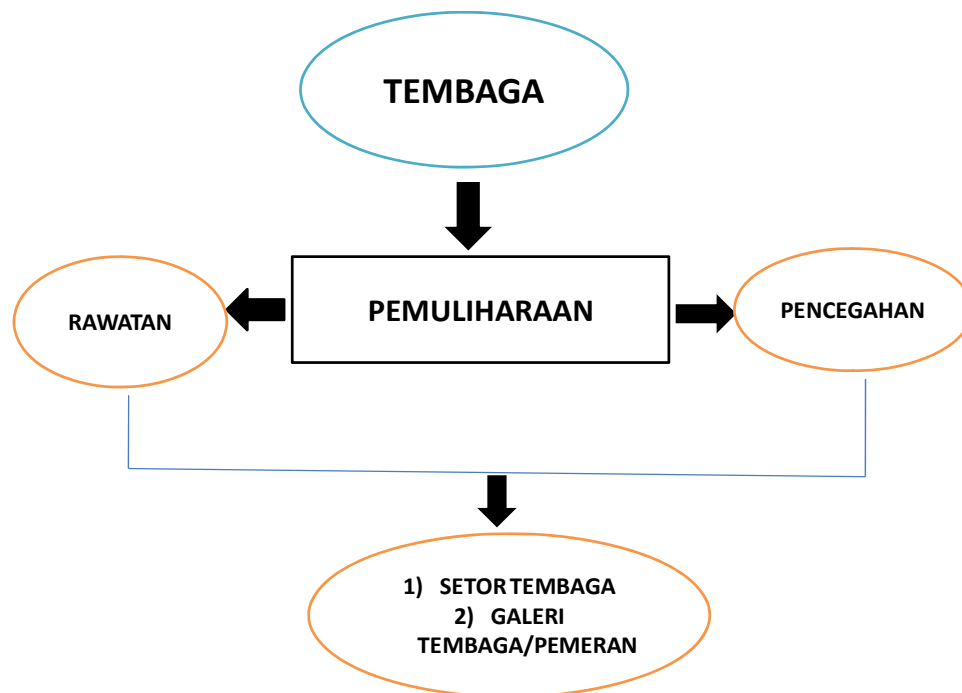 TEMBAGA
PEMULIHARAAN
RAWATAN
PENCEGAHAN
1) SETOR TEMBAGA
2) GALERI
TEMBAGA/PEMERAN